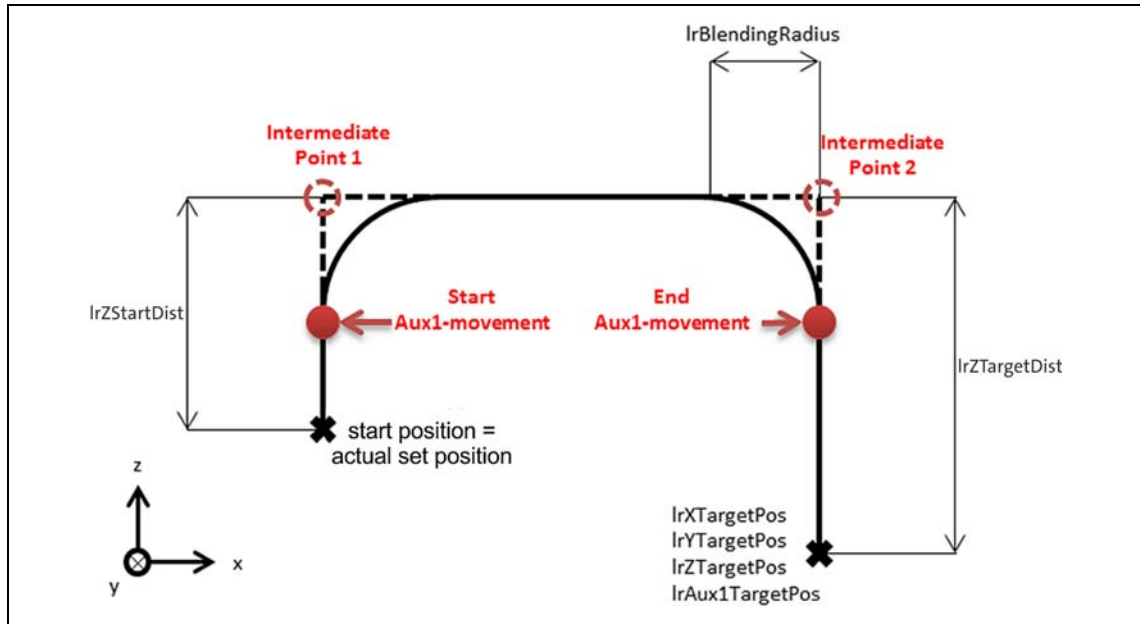 lrBlendingRadius
Intermediate
Point 1
Intermediate
Point 2
lrZStartDist
Start
Aux1-movement
End
Aux1-movement
lrZTargetDist
start position =
actual set position
z
x
y
lrXTargetPos
lrYTargetPos
lrZTargetPos
lrAux1TargetPos